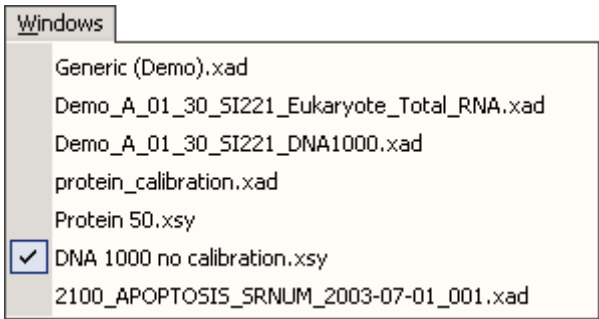 Windows
Generic (Demo).xad
Demo_A_01_30_SI221_Eukaryote_Total_RNA.xad
Demo_A_01_30_SI221_DNA1000.xad
protein_calibration.xad
Protein 50.xsy
DNA 1000 no calibration.xsy
2100_APOPTOSIS_SRNUM_2003-07-01_001.xad